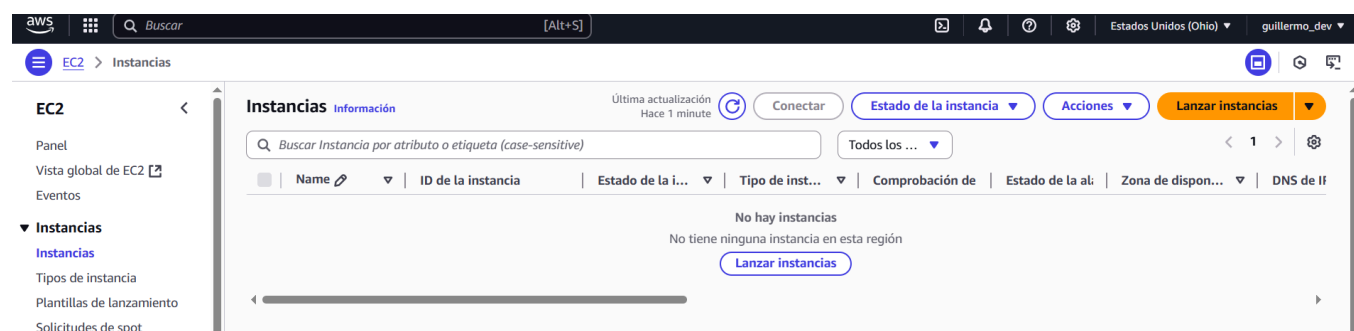 aws Buscar [Alt+S] Estados Unidos (Ohio) guillermo_dev
EC2 > Instancias
EC2
Panel
Vista global de EC2
Eventos
Instancias
Instancias
Tipos de instancia
Plantillas de lanzamiento
Solicitudes de spot
Instancias Información
Última actualización
Hace 1 minute
Conectar Estado de la instancia Acciones Lanzar instancias
Buscar Instancia por atributo o etiqueta (case-sensitive) Todos los ... 1
Name ID de la instancia Estado de la i... Tipo de inst... Comprobación de Estado de la Zona de dispon... DNS de
No hay instancias
No tiene ninguna instancia en esta región
Lanzar instancias